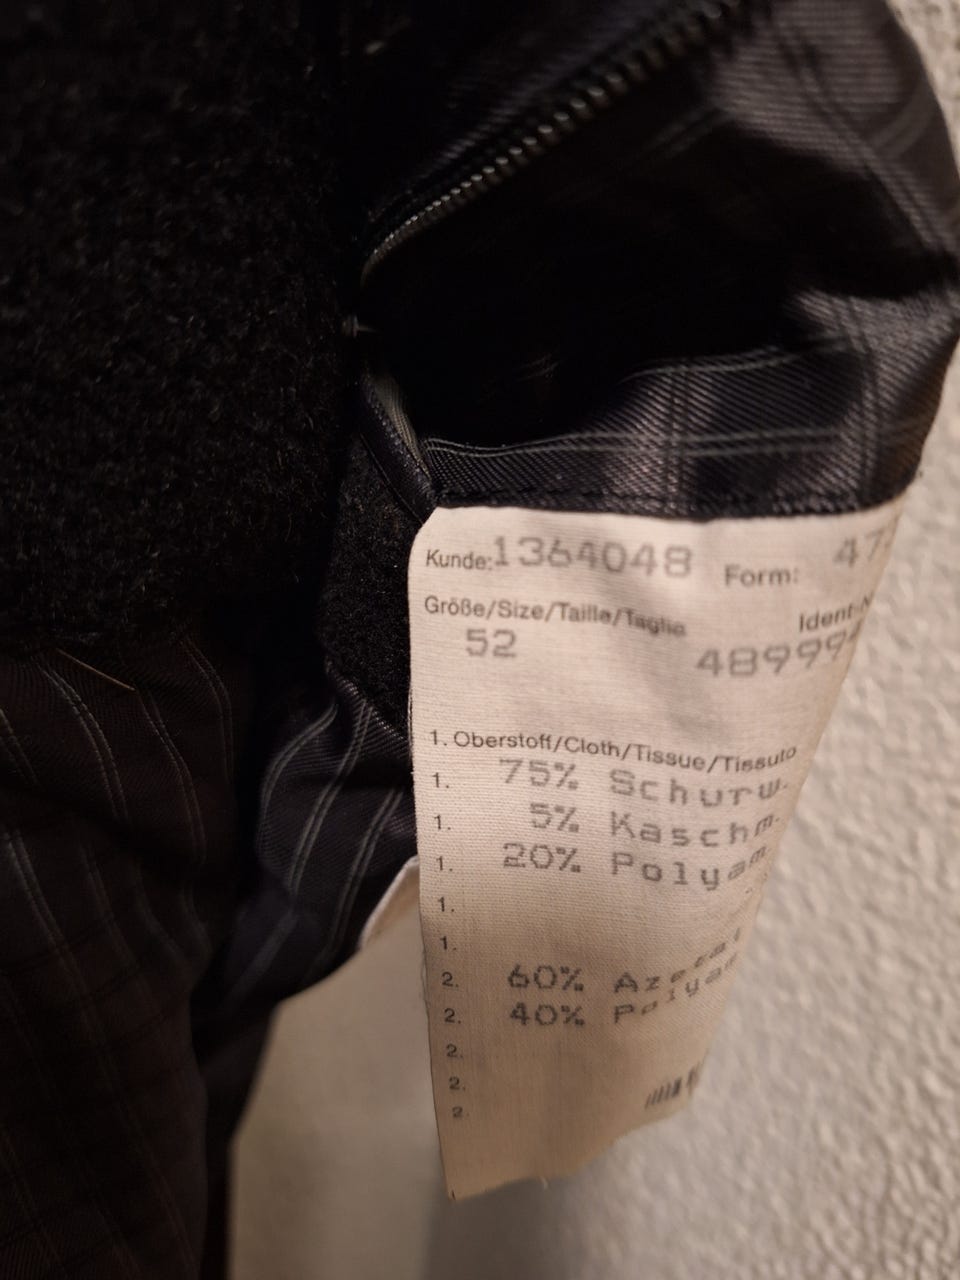 Kunde: 1364048 Form:
Größe/Size/Taille/Taglia
52
1. Oberstoff/Cloth/Tissue/Tissuto
1. 75% Schurw.
1. 5% Kaschm.
1. 20% Polyam.
1.
1.
2. 60% Azetat
2. 40% Polyam
2.
2.
2.